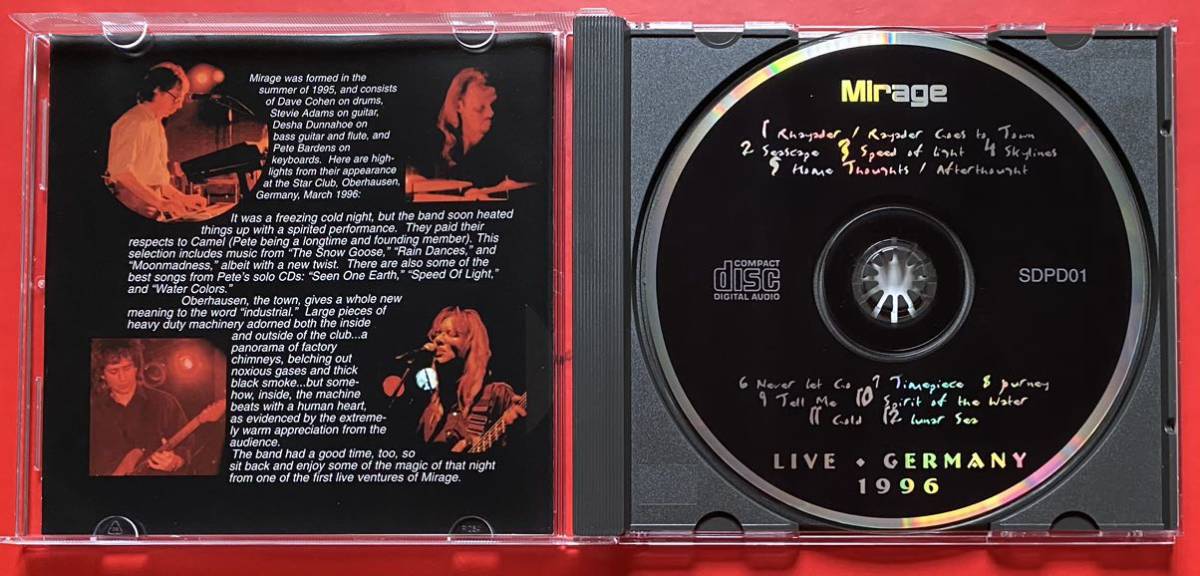 Mirage was formed in the
summer of 1995, and consists
of Dave Cohen on drums,
Stevie Adams on guitar,
Desha Dunnahoe on
bass guitar and flute, and
Pete Bardens on
keyboards. Here are high-
lights from their appearance
at the Star Club, Oberhausen,
Germany, March 1996:
It was a freezing cold night, but the band soon heated
things up with a spirited performance. They paid their
respects to Camel (Pete being a longtime and founding member). This
selection includes music from “The Snow Goose,” “Rain Dances,” and
“Moonmadness,” albeit with a new twist. There are also some of the
best songs from Pete's solo CDs: “Seen One Earth,” “Speed Of Light,”
and “Water Colors.”
Oberhausen, the town, gives a whole new
meaning to the word “industrial.” Large pieces of
heavy duty machinery adorned both the inside
and outside of the club...a
panorama of factory
chimneys, belching out
noxious gases and thick
black smoke...but some-
how, inside, the machine
beats with a human heart,
as evidenced by the extreme-
ly warm appreciation from the
audience.
The band had a good time, too, so
sit back and enjoy some of the magic of that night
from one of the first live ventures of Mirage.
Mirage
1 Rhayader / Rayader Goes to Town
2 Seascape 3 Speed of Light 4 Skylines
5 Home Thoughts / Afterthought
COMPACT
disc
DIGITAL AUDIO
SDPD01
6 Never Let Go 7 Timepiece 8
9 Tell Me 10 Spirit of the Water
11 Gold 12 Lunar Sea
LIVE ◆ GERMANY
1996